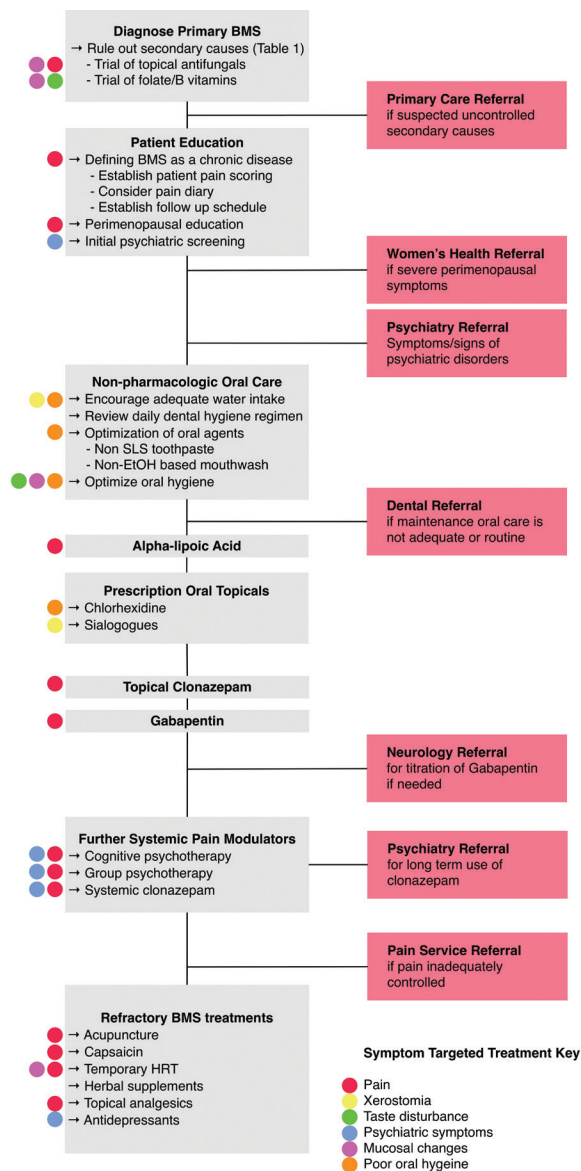 Diagnose Primary BMS
→ Rule out secondary causes (Table 1)
- Trial of topical antifungals
- Trial of folate/B vitamins
Primary Care Referral
if suspected uncontrolled
secondary causes
Patient Education
→ Defining BMS as a chronic disease
- Establish patient pain scoring
- Consider pain diary
- Establish follow up schedule
→ Perimenopausal education
→ Initial psychiatric screening
Women's Health Referral
if severe perimenopausal
symptoms
Psychiatry Referral
Symptoms/signs of
psychiatric disorders
Non-pharmacologic Oral Care
→ Encourage adequate water intake
→ Review daily dental hygiene regimen
→ Optimization of oral agents
- Non SLS toothpaste
- Non-EtOH based mouthwash
→ Optimize oral hygiene
Dental Referral
if maintenance oral care is
not adequate or routine
Alpha-lipoic Acid
Prescription Oral Topicals
→ Chlorhexidine
→ Sialogogues
Topical Clonazepam
Gabapentin
Neurology Referral
for titration of Gabapentin
if needed
Further Systemic Pain Modulators
→ Cognitive psychotherapy
→ Group psychotherapy
→ Systemic clonazepam
Psychiatry Referral
for long term use of
clonazepam
Pain Service Referral
if pain inadequately
controlled
Refractory BMS treatments
→ Acupuncture
→ Capsaicin
→ Temporary HRT
→ Herbal supplements
→ Topical analgesics
→ Antidepressants
Symptom Targeted Treatment Key
Pain
Xerostomia
Taste disturbance
Psychiatric symptoms
Mucosal changes
Poor oral hygeine